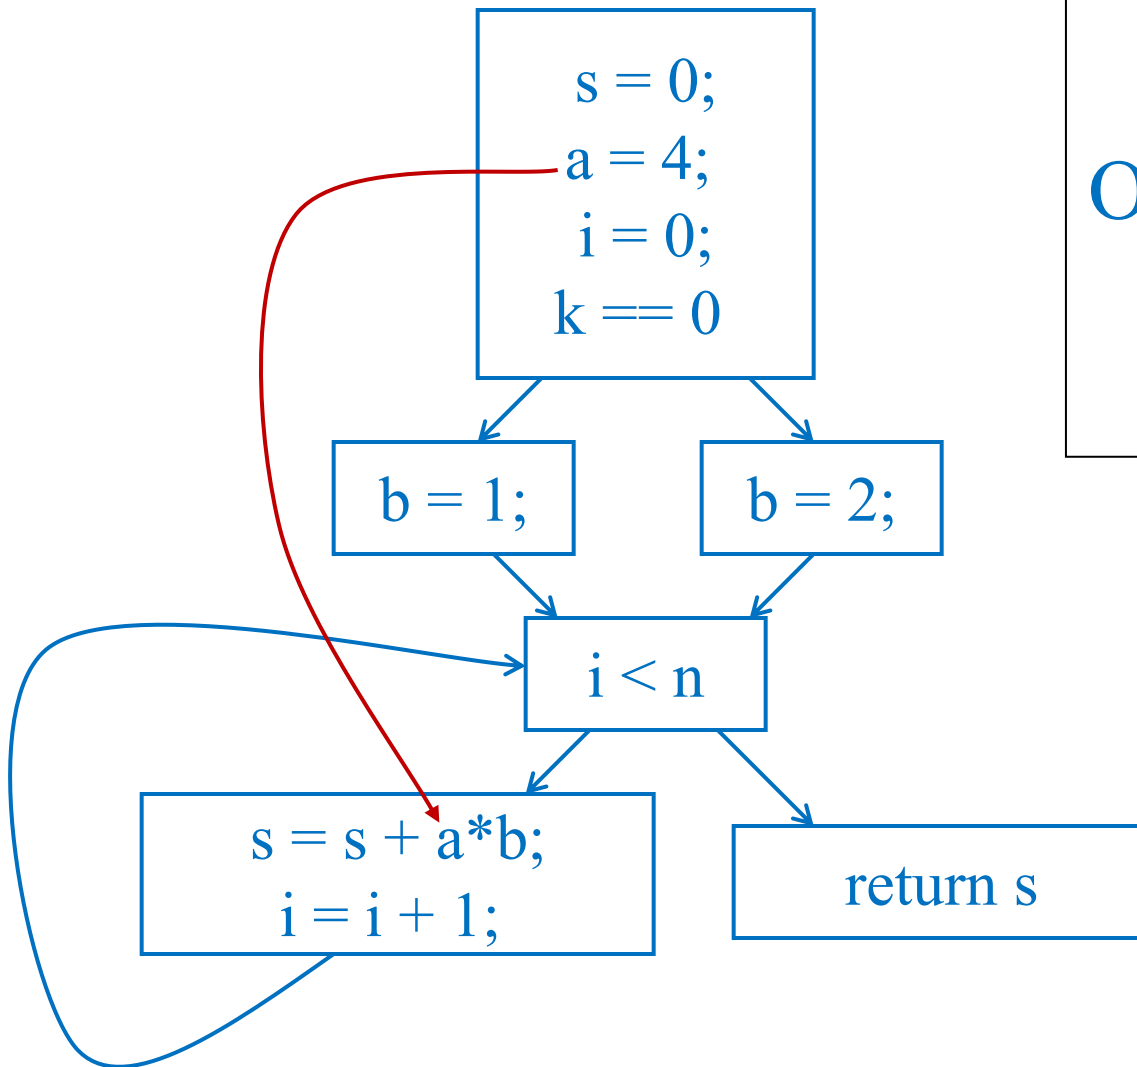 s = 0;
a = 4;
i = 0;
k == 0
b = 1;
b = 2;
i < n
s = s + a*b;
i = i + 1;
return s